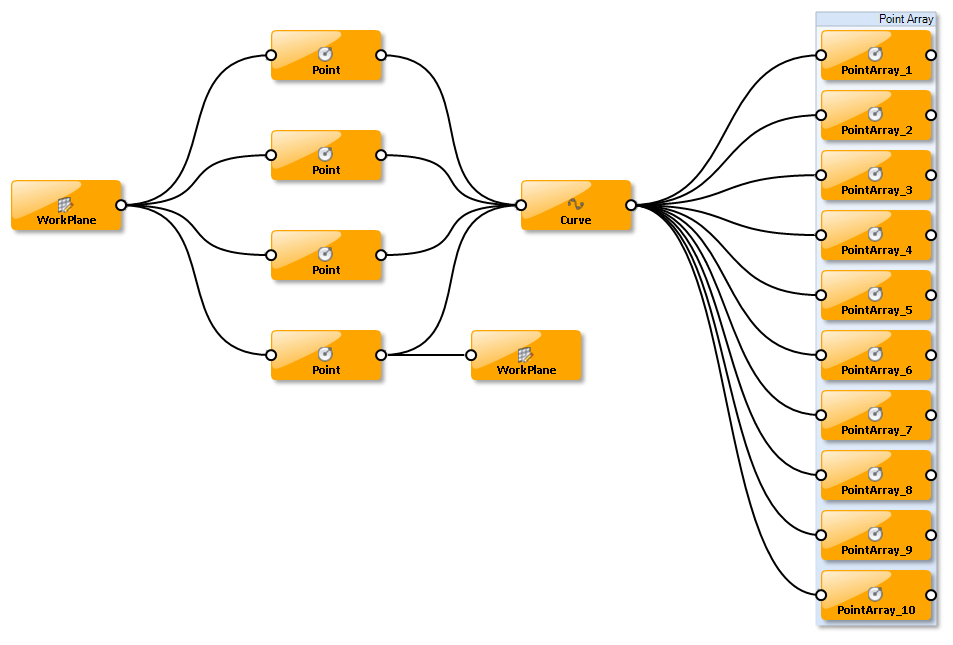 Point Array
Point
PointArray_1
PointArray_2
Point
PointArray_3
WorkPlane
Curve
PointArray_4
Point
PointArray_5
Point
WorkPlane
PointArray_6
PointArray_7
PointArray_8
PointArray_9
PointArray_10